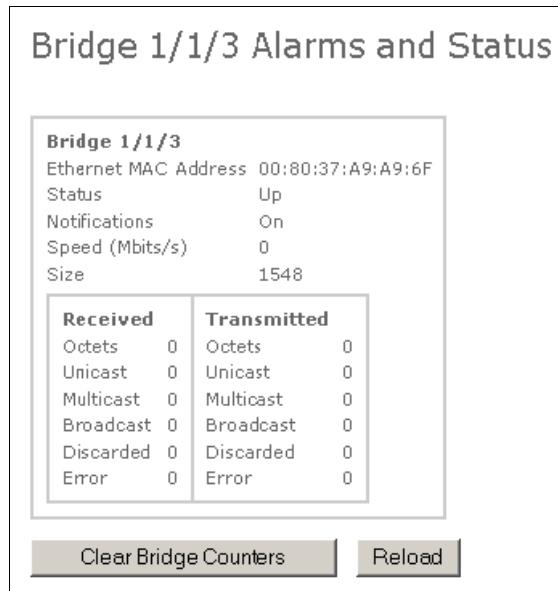 Bridge 1/1/3 Alarms and Status
Bridge 1/1/3
Ethernet MAC Address 00:80:37:A9:A9:6F
Status Up
Notifications On
Speed (Mbits/s) 0
Size 1548
Received Transmitted
Octets 0 Octets 0
Unicast 0 Unicast 0
Multicast 0 Multicast 0
Broadcast 0 Broadcast 0
Discarded 0 Discarded 0
Error 0 Error 0
Clear Bridge Counters Reload